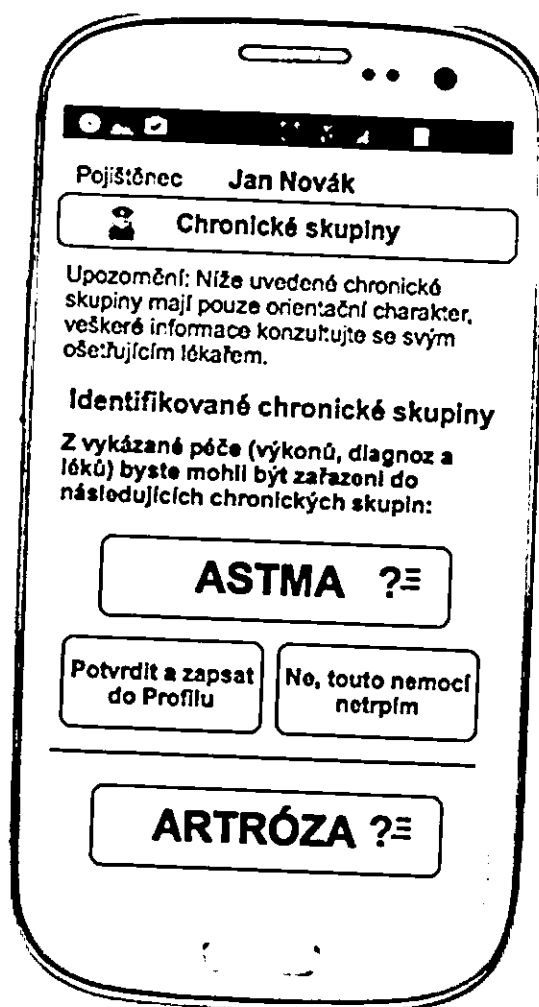 Pojištěnec Jan Novák
Chronické skupiny
Upozornění: Níže uvedené chronické
skupiny mají pouze orientační charakter,
veškeré informace konzultujte se svým
ošetřujícím lékařem.
Identifikované chronické skupiny
Z vykázané péče (výkonů, diagnoz a
léků) byste mohli být zařazeni do
následujících chronických skupin:
ASTMA ?
Potvrdit a zapsat
do Profilu
Ne, touto nemocí
netrpím
ARTRÓZA ?